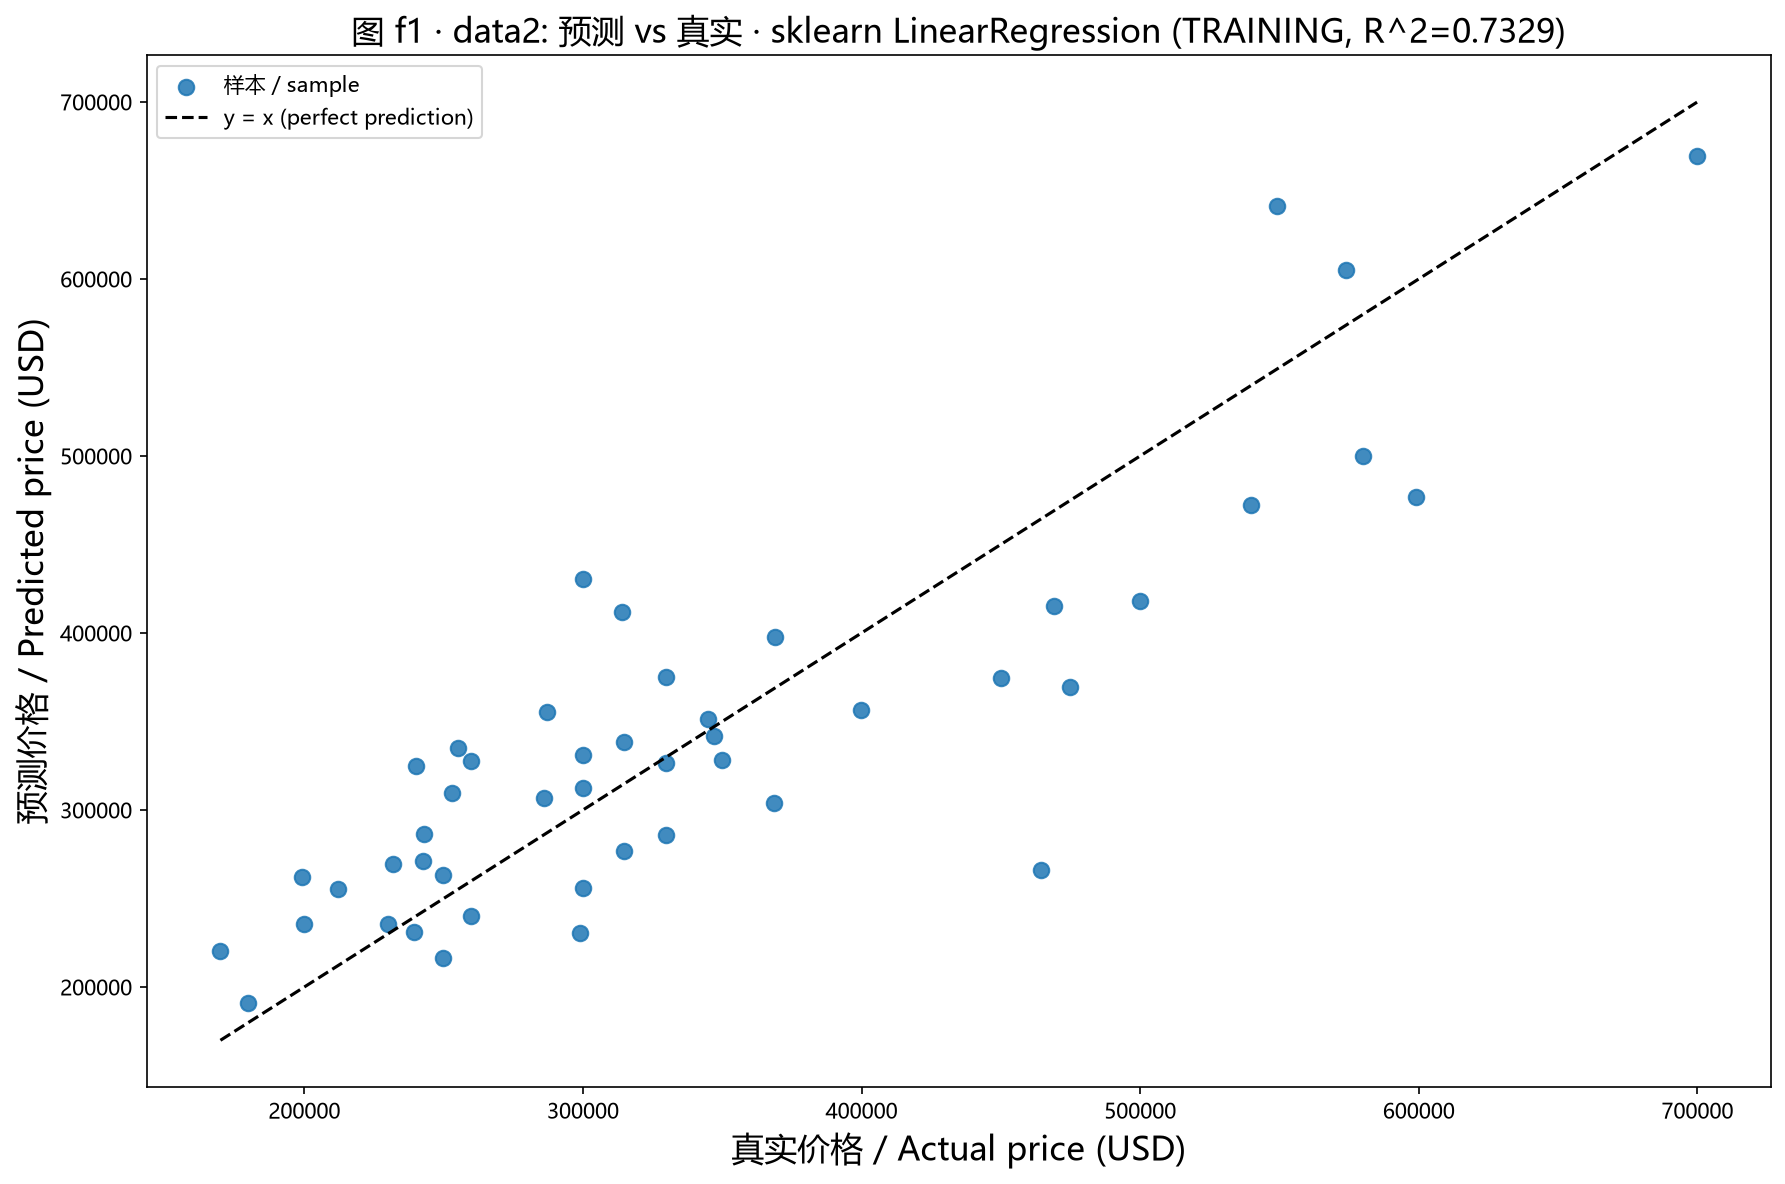 图 f1 · data2: 预测 vs 真实 · sklearn LinearRegression (TRAINING, R^2=0.7329)
样本 / sample
y = x (perfect prediction)
预测价格 / Predicted price (USD)
700000
600000
500000
400000
300000
200000
200000
300000
400000
500000
600000
700000
真实价格 / Actual price (USD)